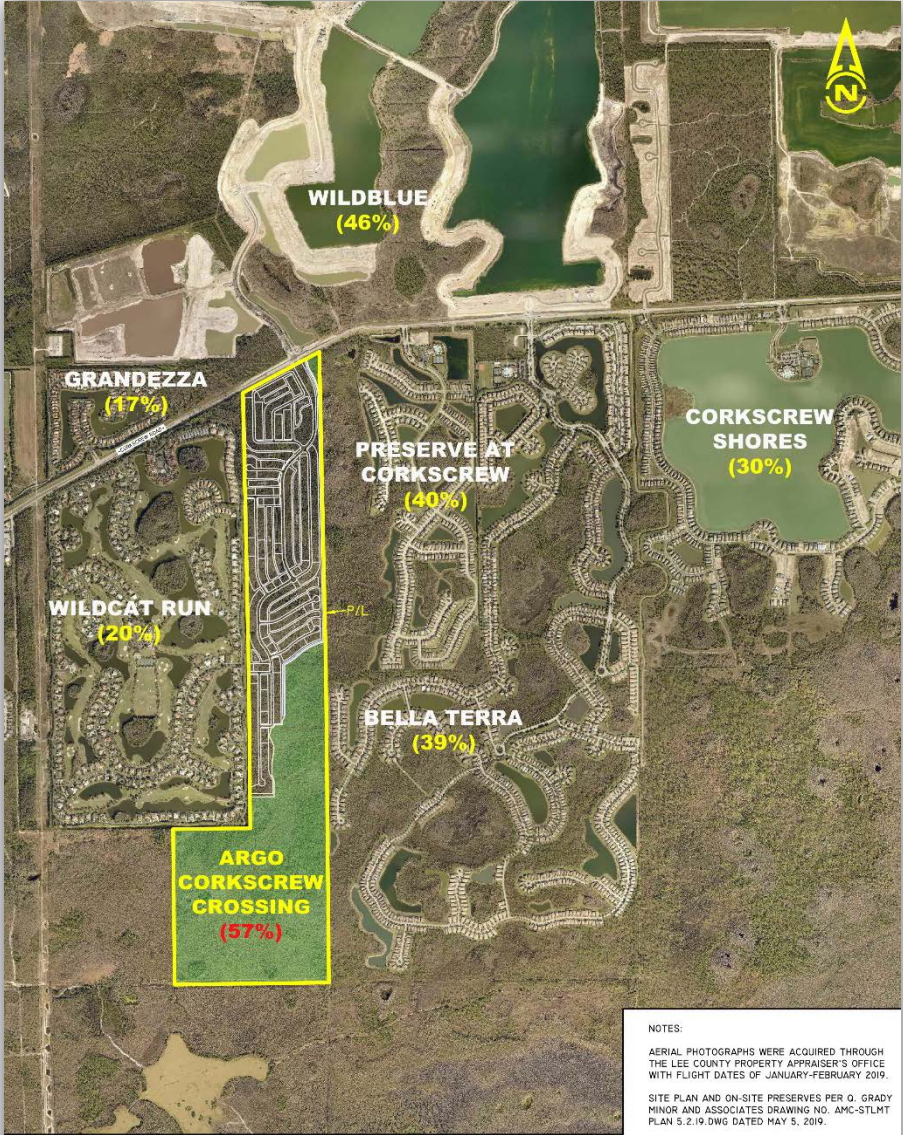 N
WILDBLUE
(46%)
GRANDEZZA
(17%)
CORKSCREW ROAD
PRESERVE AT
CORKSCREW
(40%)
CORKSCREW
SHORES
(30%)
WILDCAT RUN
(20%)
P/L
BELLA TERRA
(39%)
ARGO
CORKSCREW
CROSSING
(57%)
NOTES:
AERIAL PHOTOGRAPHS WERE ACQUIRED THROUGH
THE LEE COUNTY PROPERTY APPRAISER'S OFFICE
WITH FLIGHT DATES OF JANUARY-FEBRUARY 2019.
SITE PLAN AND ON-SITE PRESERVES PER Q. GRADY
MINOR AND ASSOCIATES DRAWING NO. AMC-STLMT
PLAN 5.2.19.DWG DATED MAY 5, 2019.